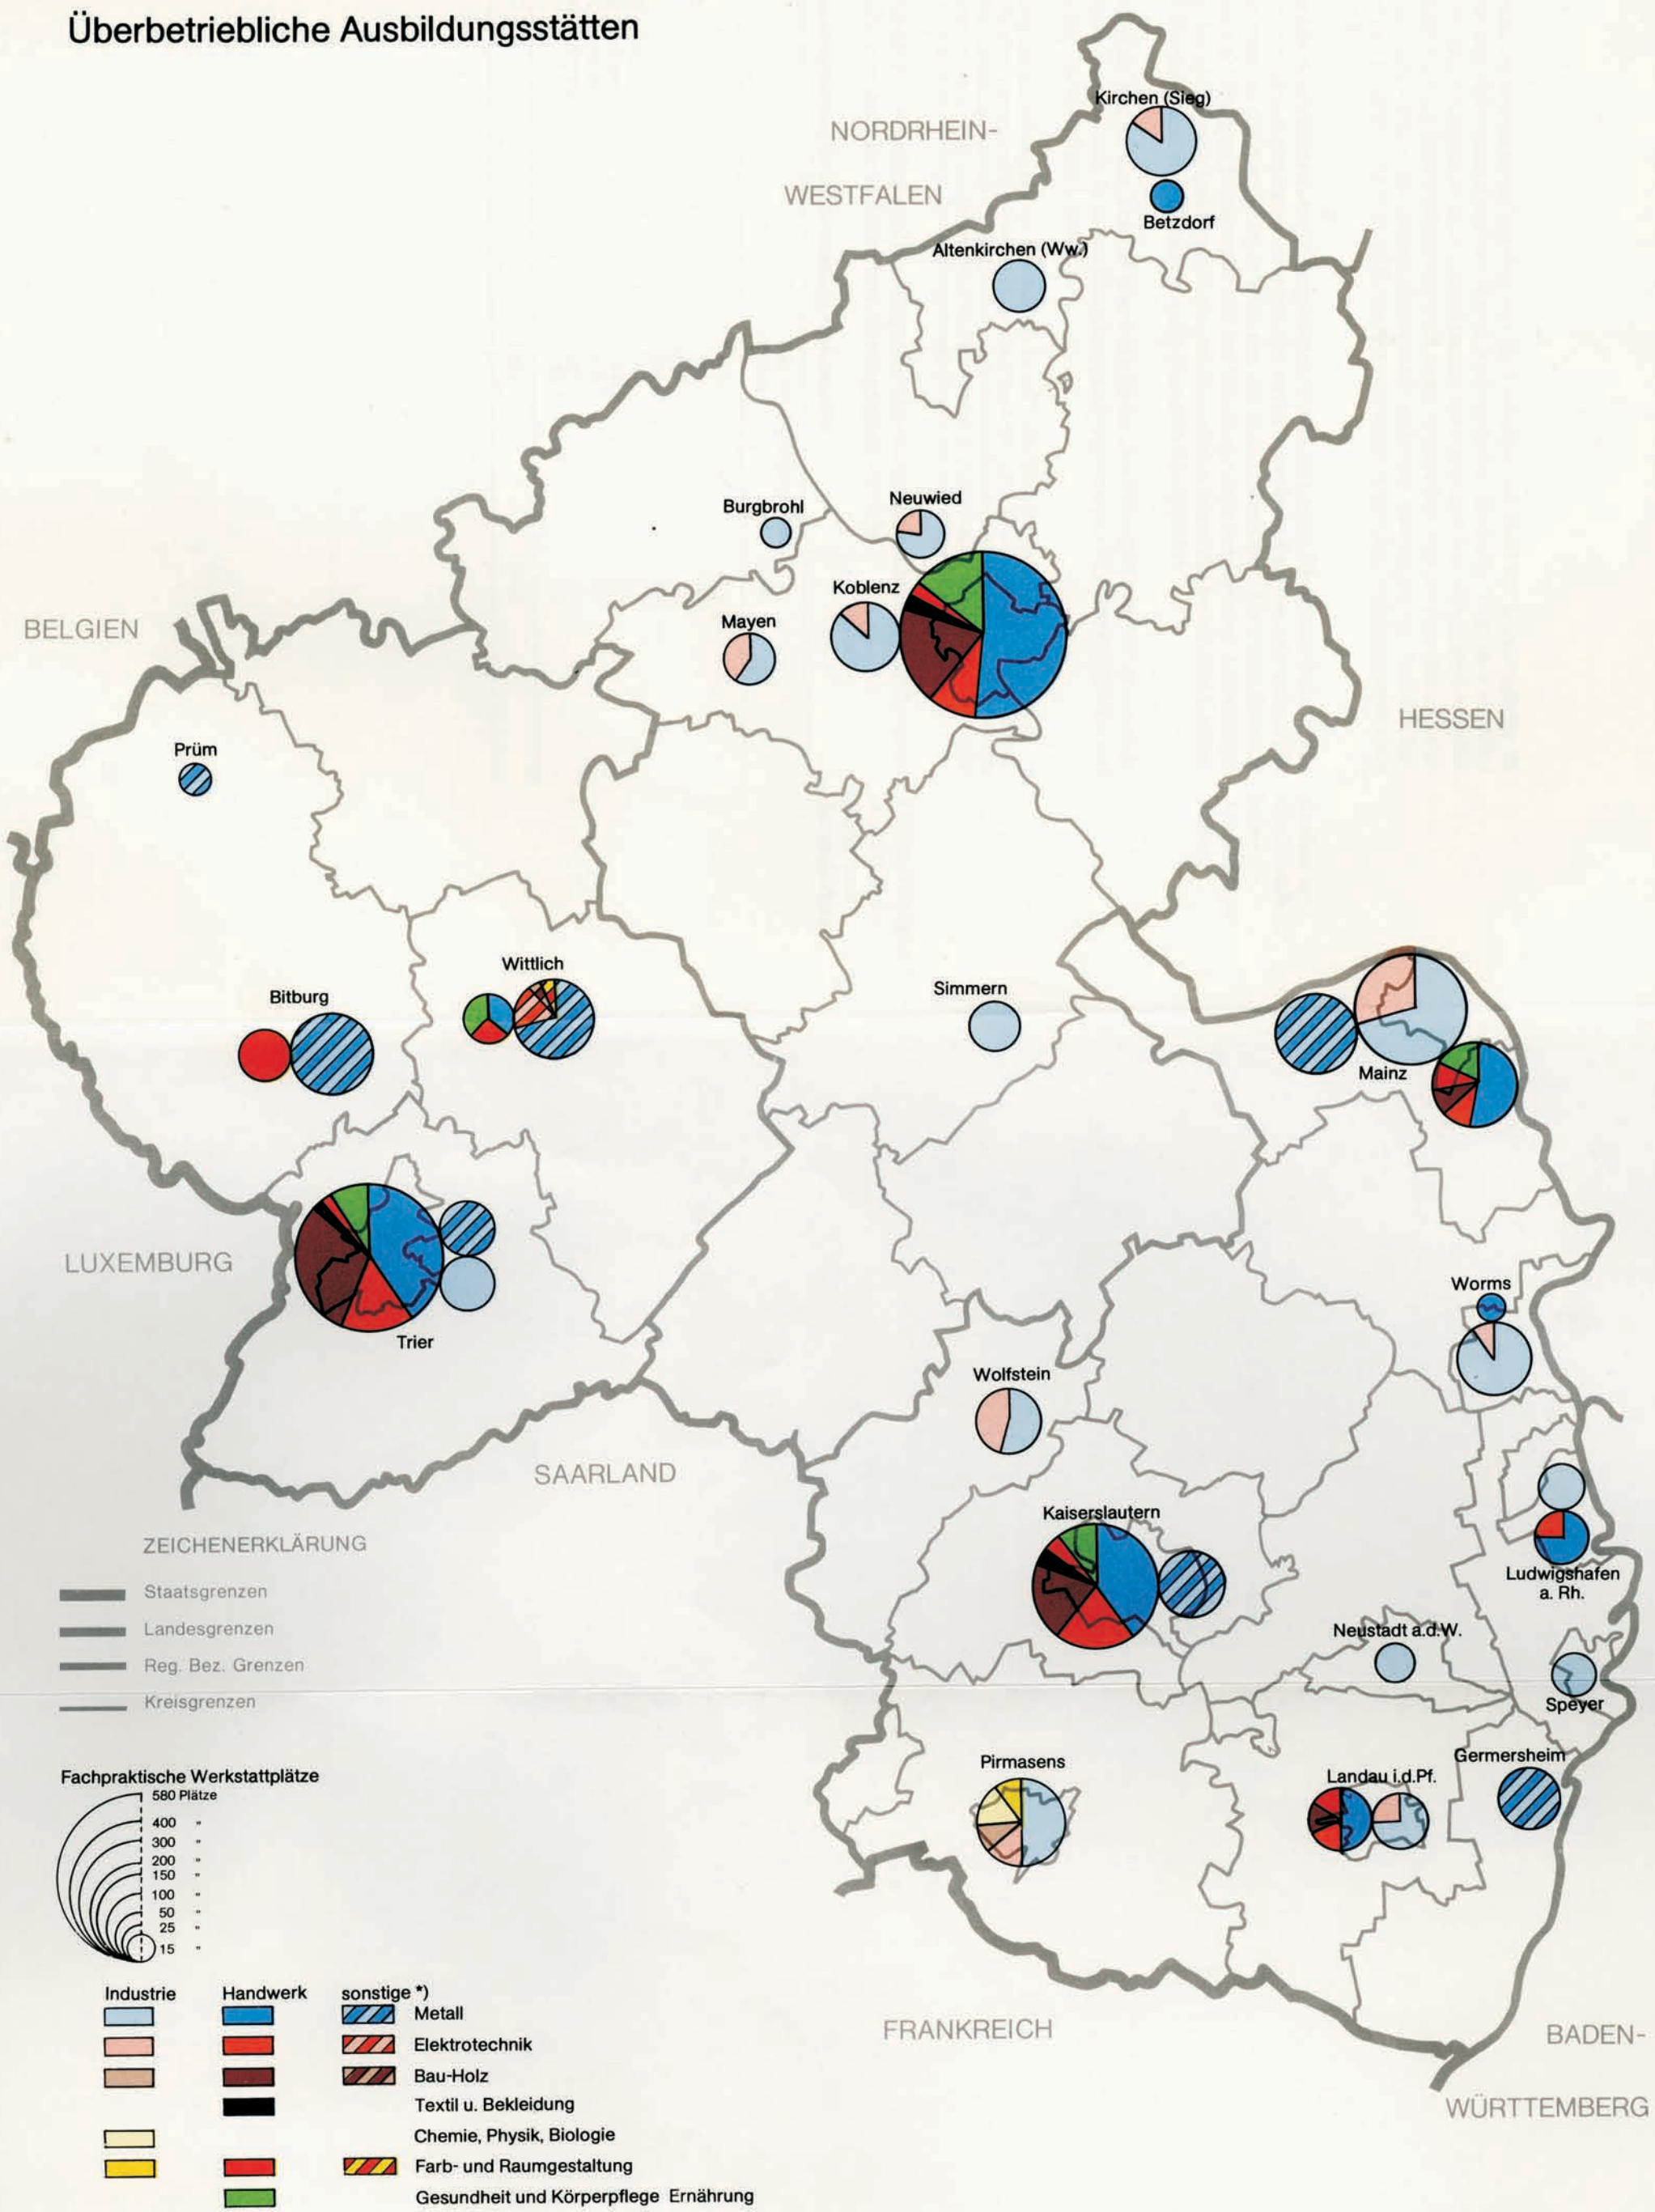 Überbetriebliche Ausbildungsstätten
Kirchen (Sieg)
NORDRHEIN-
WESTFALEN
Betzdorf
Altenkirchen (Ww.)
Burgbrohl
Neuwied
Koblenz
Mayen
BELGIEN
HESSEN
Prüm
Wittlich
Bitburg
Simmern
Mainz
LUXEMBURG
Trier
Worms
Wolfstein
SAARLAND
Kaiserslautern
Ludwigshafen
a. Rh.
Neustadt a.d.W.
Speyer
Pirmasens
Landau i.d.Pf.
Germersheim
FRANKREICH
BADEN-
WÜRTTEMBERG
ZEICHENERKLÄRUNG
Staatsgrenzen
Landesgrenzen
Reg. Bez. Grenzen
Kreisgrenzen
Fachpraktische Werkstattplätze
580 Plätze
400 "
300 "
200 "
150 "
100 "
50 "
25 "
15 "
Industrie Handwerk sonstige *)
Metall
Elektrotechnik
Bau-Holz
Textil u. Bekleidung
Chemie, Physik, Biologie
Farb- und Raumgestaltung
Gesundheit und Körperpflege Ernährung